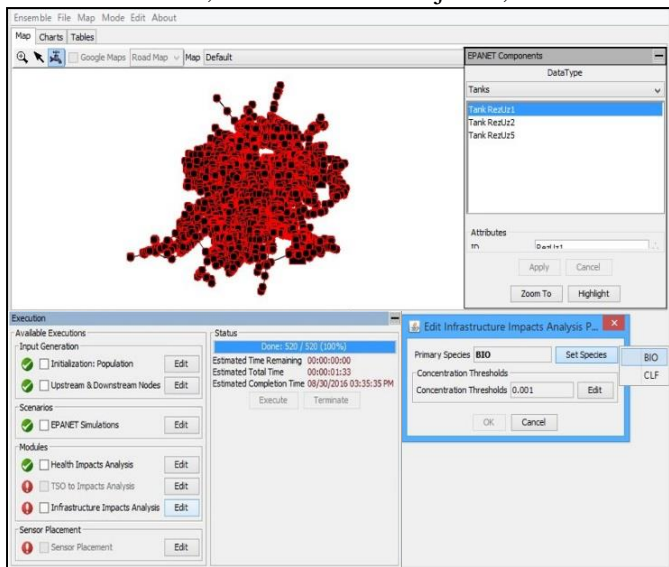 Ensemble File Map Mode Edit About
Map Charts Tables
Google Maps Road Map Map Default
EPANET Components
DataType
Tanks
Tank RezUz1
Tank RezUz2
Tank RezUz5
Attributes
ID RezUz1
Apply Cancel
Zoom To Highlight
Execution
Available Executions
Input Generation
Initialization: Population Edit
Upstream & Downstream Nodes Edit
Scenarios
EPANET Simulations Edit
Modules
Health Impacts Analysis Edit
TSO to Impacts Analysis Edit
Infrastructure Impacts Analysis Edit
Sensor Placement
Sensor Placement Edit
Status
Done: 520 / 520 (100%)
Estimated Time Remaining 00:00:00:00
Estimated Total Time 00:00:01:33
Estimated Completion Time 08/30/2016 03:35:35 PM
Execute Terminate
Edit Infrastructure Impacts Analysis P... x
Primary Species BIO Set Species
BIO
CLF
Concentration Thresholds
Concentration Thresholds 0.001 Edit
OK Cancel